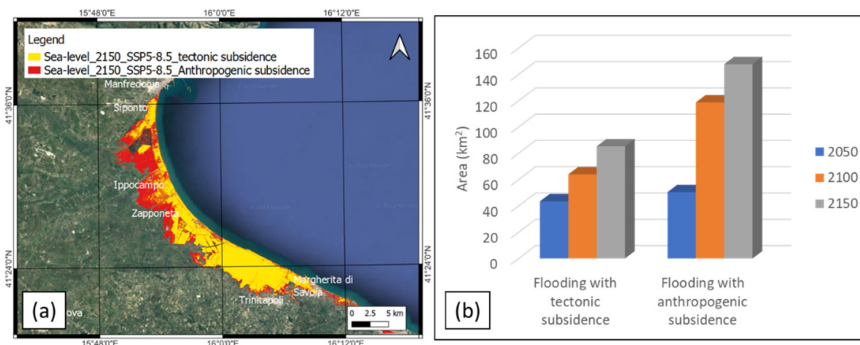 15°48'0"E 16°0'0"E 16°12'0"E
Legend
Sea-level_2150_SSP5-8.5_tectonic subsidence
Sea-level_2150_SSP5-8.5_Anthropogenic subsidence
Manfredonia
41°36'0"N 41°36'0"N
Siponto
Ippocampo
Zapponeta
41°24'0"N 41°24'0"N
Margherita di
Savoia
Trinitapoli
ova
0 2.5 5 km
(a)
15°48'0"E 16°0'0"E 16°12'0"E
(b)
Area (km²)
160
140
120
100
80
60
40
20
0
Flooding with
tectonic
subsidence
Flooding with
anthropogenic
subsidence
2050
2100
2150